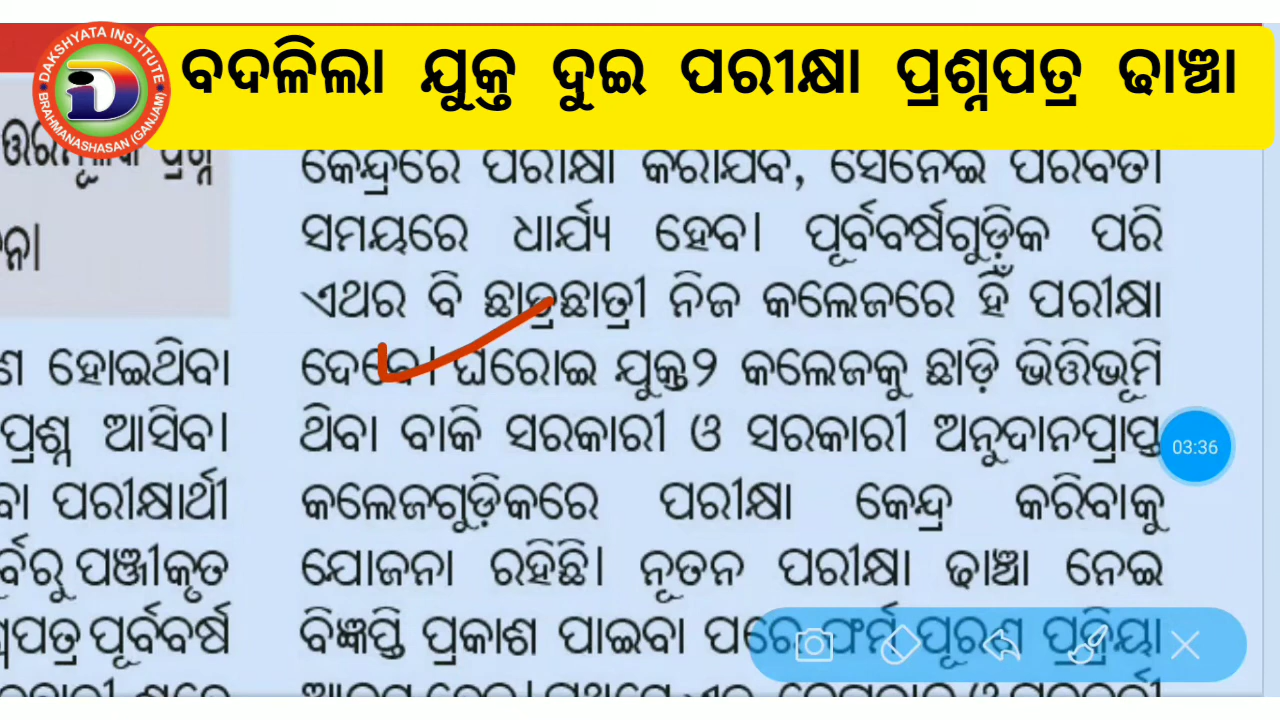 ବଦଳିଲା ଯୁକ୍ତ ଦୁଇ ପରୀକ୍ଷା ପ୍ରଶ୍ନପତ୍ର ଢାଞ୍ଚା
DAKSHYATA INSTITUTE
BRAHMANASHASAN (GANJAM)
iD
ପ୍ରଶ୍ନ
ହୋଇଥିବା
ପ୍ରଶ୍ନ ଆସିବ।
ପରୀକ୍ଷାର୍ଥୀ
ପଞ୍ଜୀକୃତ
ପୂର୍ବବର୍ଷ
କେନ୍ଦ୍ରରେ ପରୀକ୍ଷା କରାଯିବ, ସେନେଇ ପରବର୍ତୀ
ସମୟରେ ଧାର୍ଯ୍ୟ ହେବ। ପୂର୍ବବର୍ଷଗୁଡ଼ିକ ପରି
ଏଥର ବି ଛାତ୍ରଛାତ୍ରୀ ନିଜ କଲେଜରେ ହିଁ ପରୀକ୍ଷା
ଦେବେ। ଘରୋଇ ଯୁକ୍ତ୨ କଲେଜକୁ ଛାଡ଼ି ଭିତ୍ତିଭୂମି
ଥିବା ବାକି ସରକାରୀ ଓ ସରକାରୀ ଅନୁଦାନପ୍ରାପ୍ତ
କଲେଜଗୁଡ଼ିକରେ ପରୀକ୍ଷା କେନ୍ଦ୍ର କରିବାକୁ
ଯୋଜନା ରହିଛି। ନୂତନ ପରୀକ୍ଷା ଢାଞ୍ଚା ନେଇ
ବିଜ୍ଞପ୍ତି ପ୍ରକାଶ ପାଇବା ପରେ ଫର୍ମ ପୂରଣ ପ୍ରକ୍ରିୟା
03:36